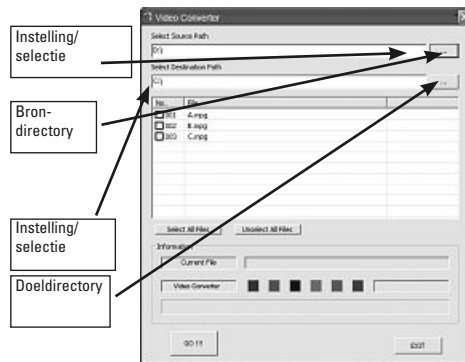 Video Converter
Instelling/
selectie
Select Source Path
D:\
...
Select Destination Path
C:\
...
Bron-
directory
No. File
001 A.mpg
002 B.mpg
003 C.mpg
Instelling/
selectie
Select All Files Unselect All Files
Information
Current File
Doeldirectory
Video Converter
GO !!! EXIT